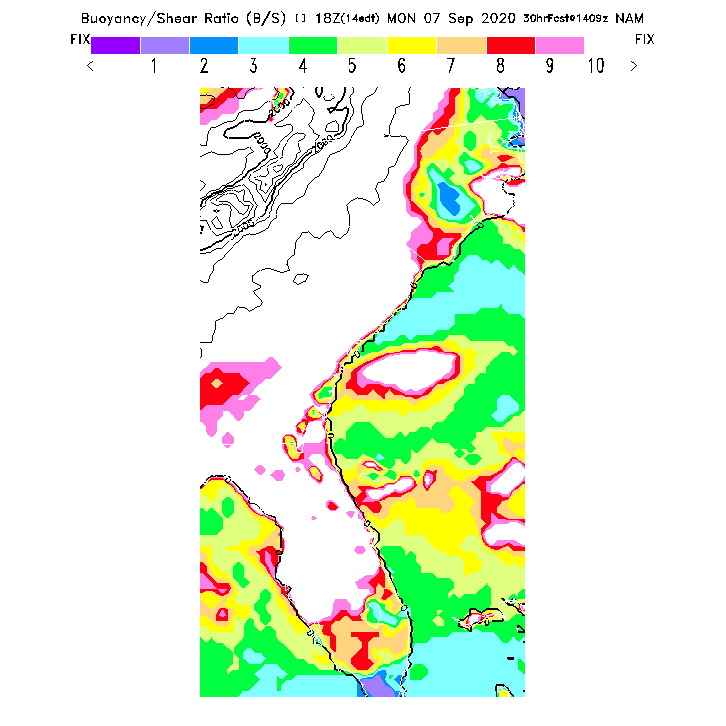 Buoyancy/Shear Ratio (B/S) [] 18Z(14edt) MON 07 Sep 2020 30hrFcst@1409z NAM
FIX FIX
< 1 2 3 4 5 6 7 8 9 10 >